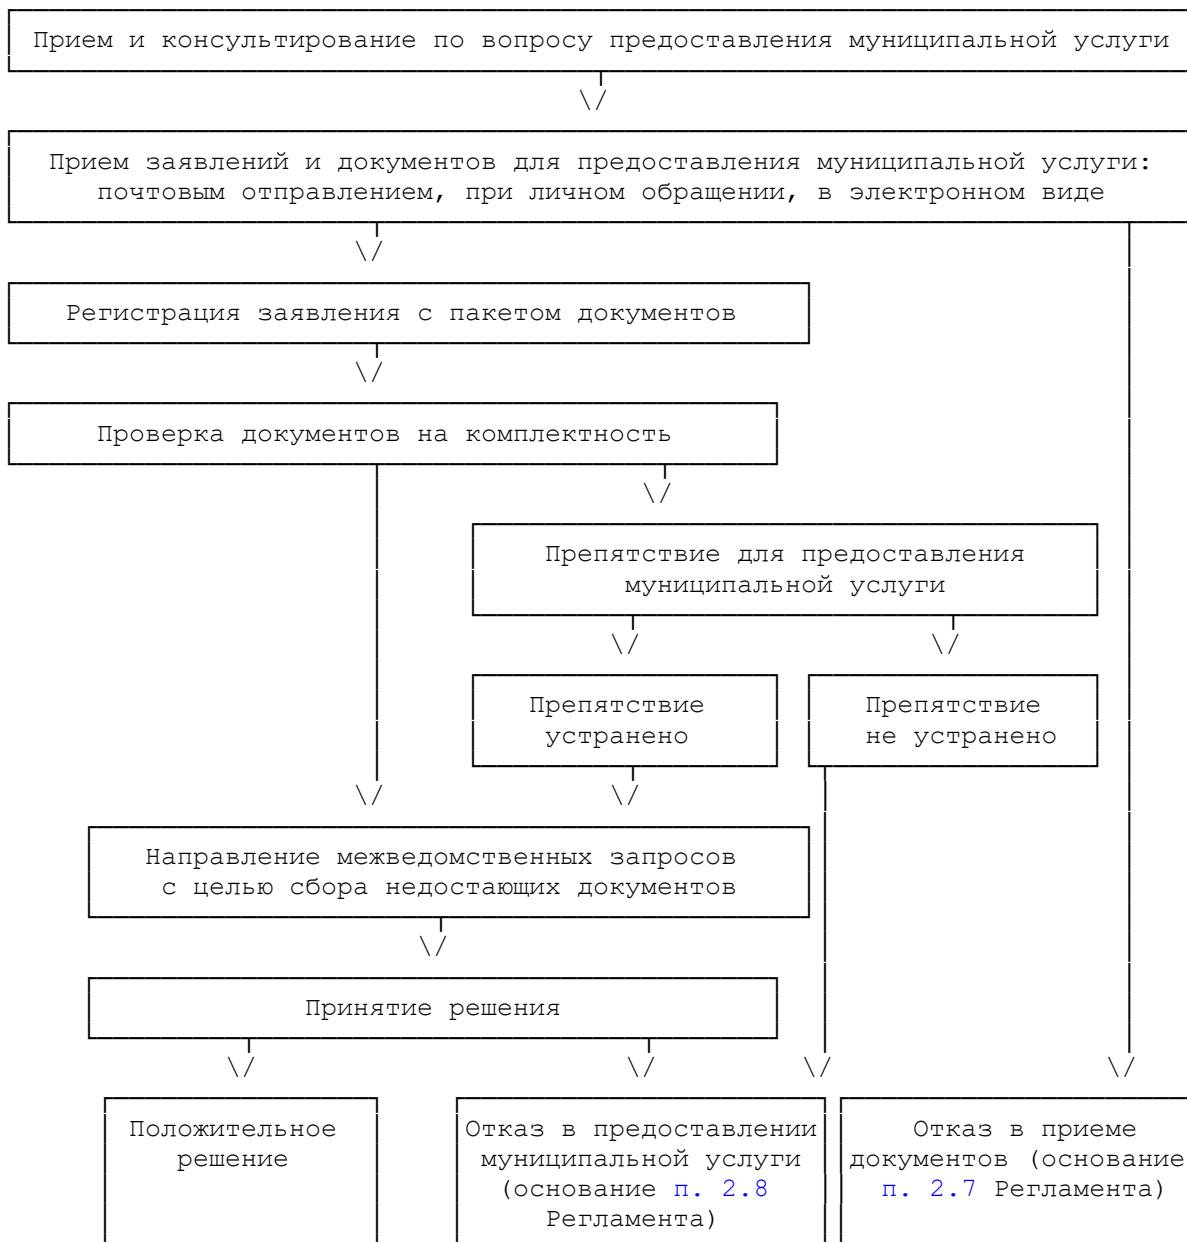 Прием и консультирование по вопросу предоставления муниципальной услуги
Прием заявлений и документов для предоставления муниципальной услуги:
почтовым отправлением, при личном обращении, в электронном виде
Регистрация заявления с пакетом документов
Проверка документов на комплектность
Препятствие для предоставления
муниципальной услуги
Препятствие
устранено
Препятствие
не устранено
Направление межведомственных запросов
с целью сбора недостающих документов
Принятие решения
Положительное
решение
Отказ в предоставлении
муниципальной услуги
(основание п. 2.8
Регламента)
Отказ в приеме
документов (основание
п. 2.7 Регламента)